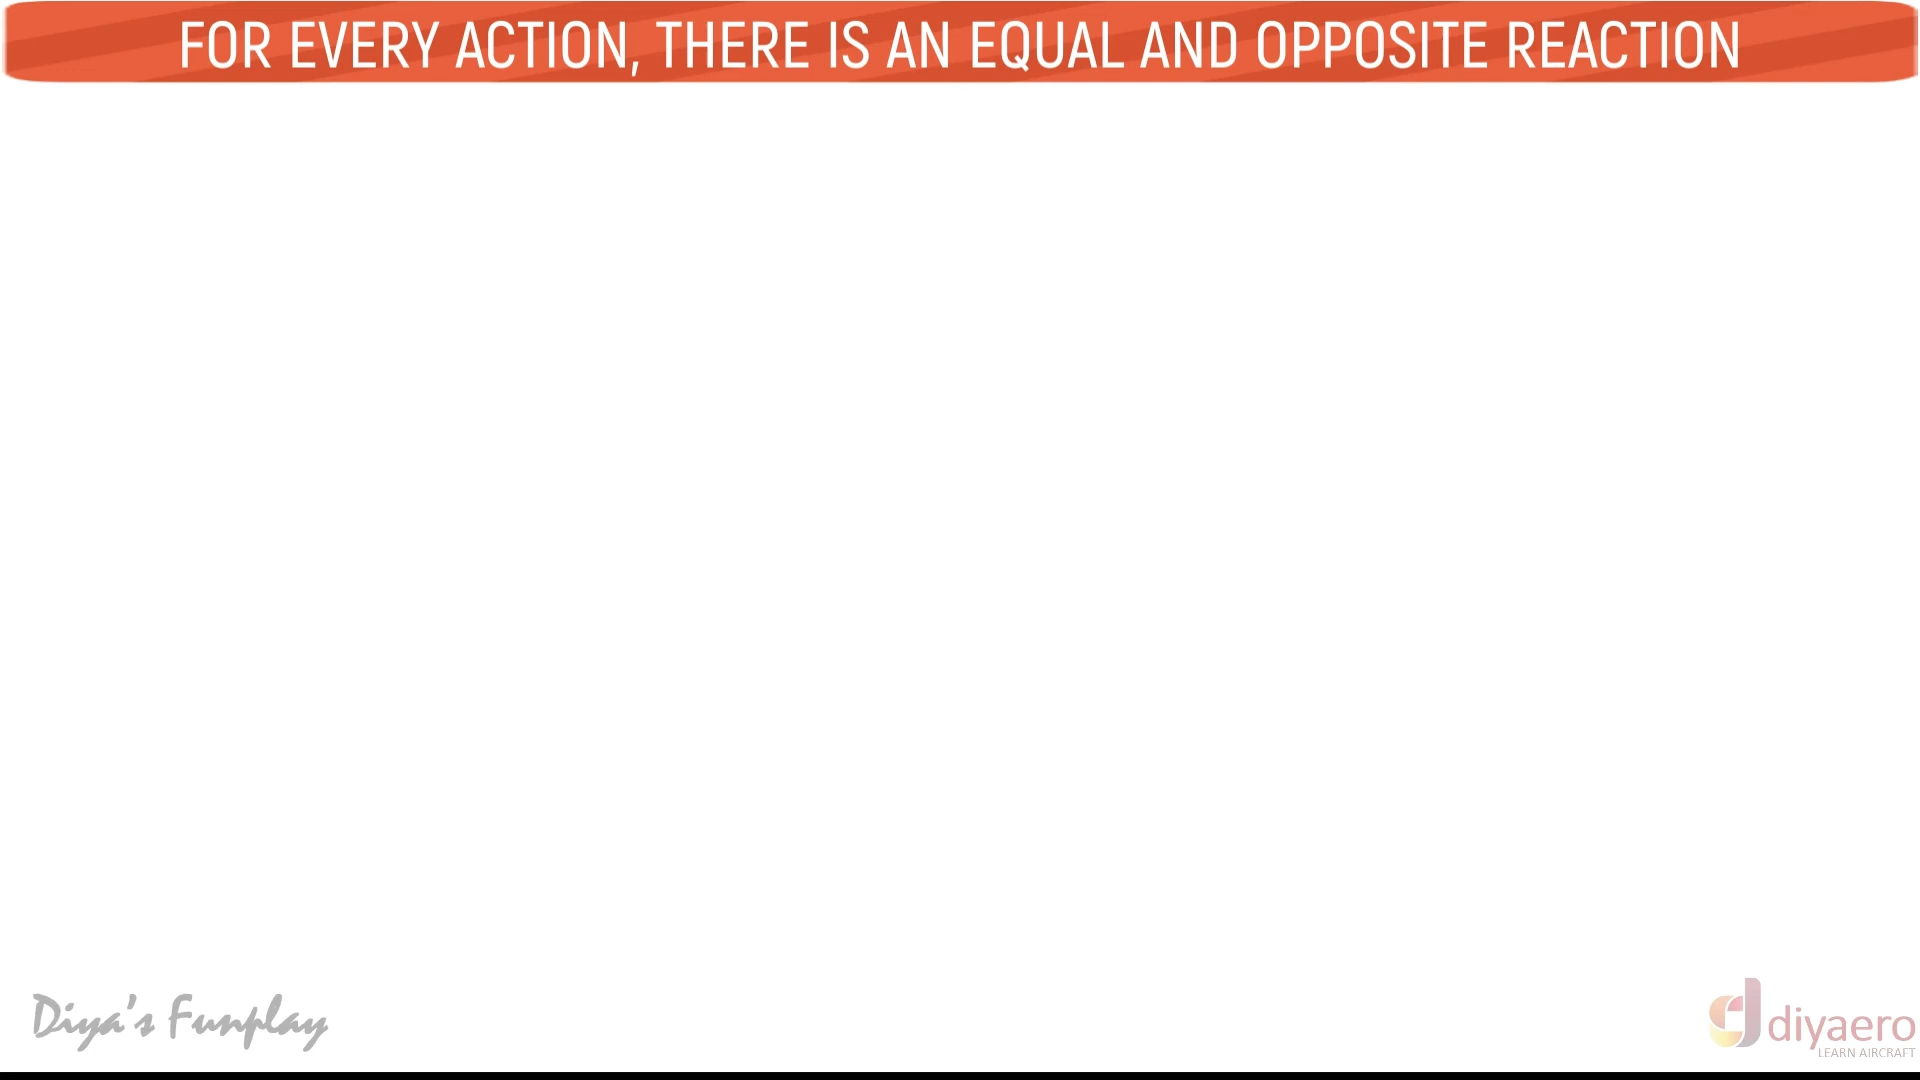 FOR EVERY ACTION, THERE IS AN EQUAL AND OPPOSITE REACTION
Diya's Funplay
diyaero
LEARN AIRCRAFT